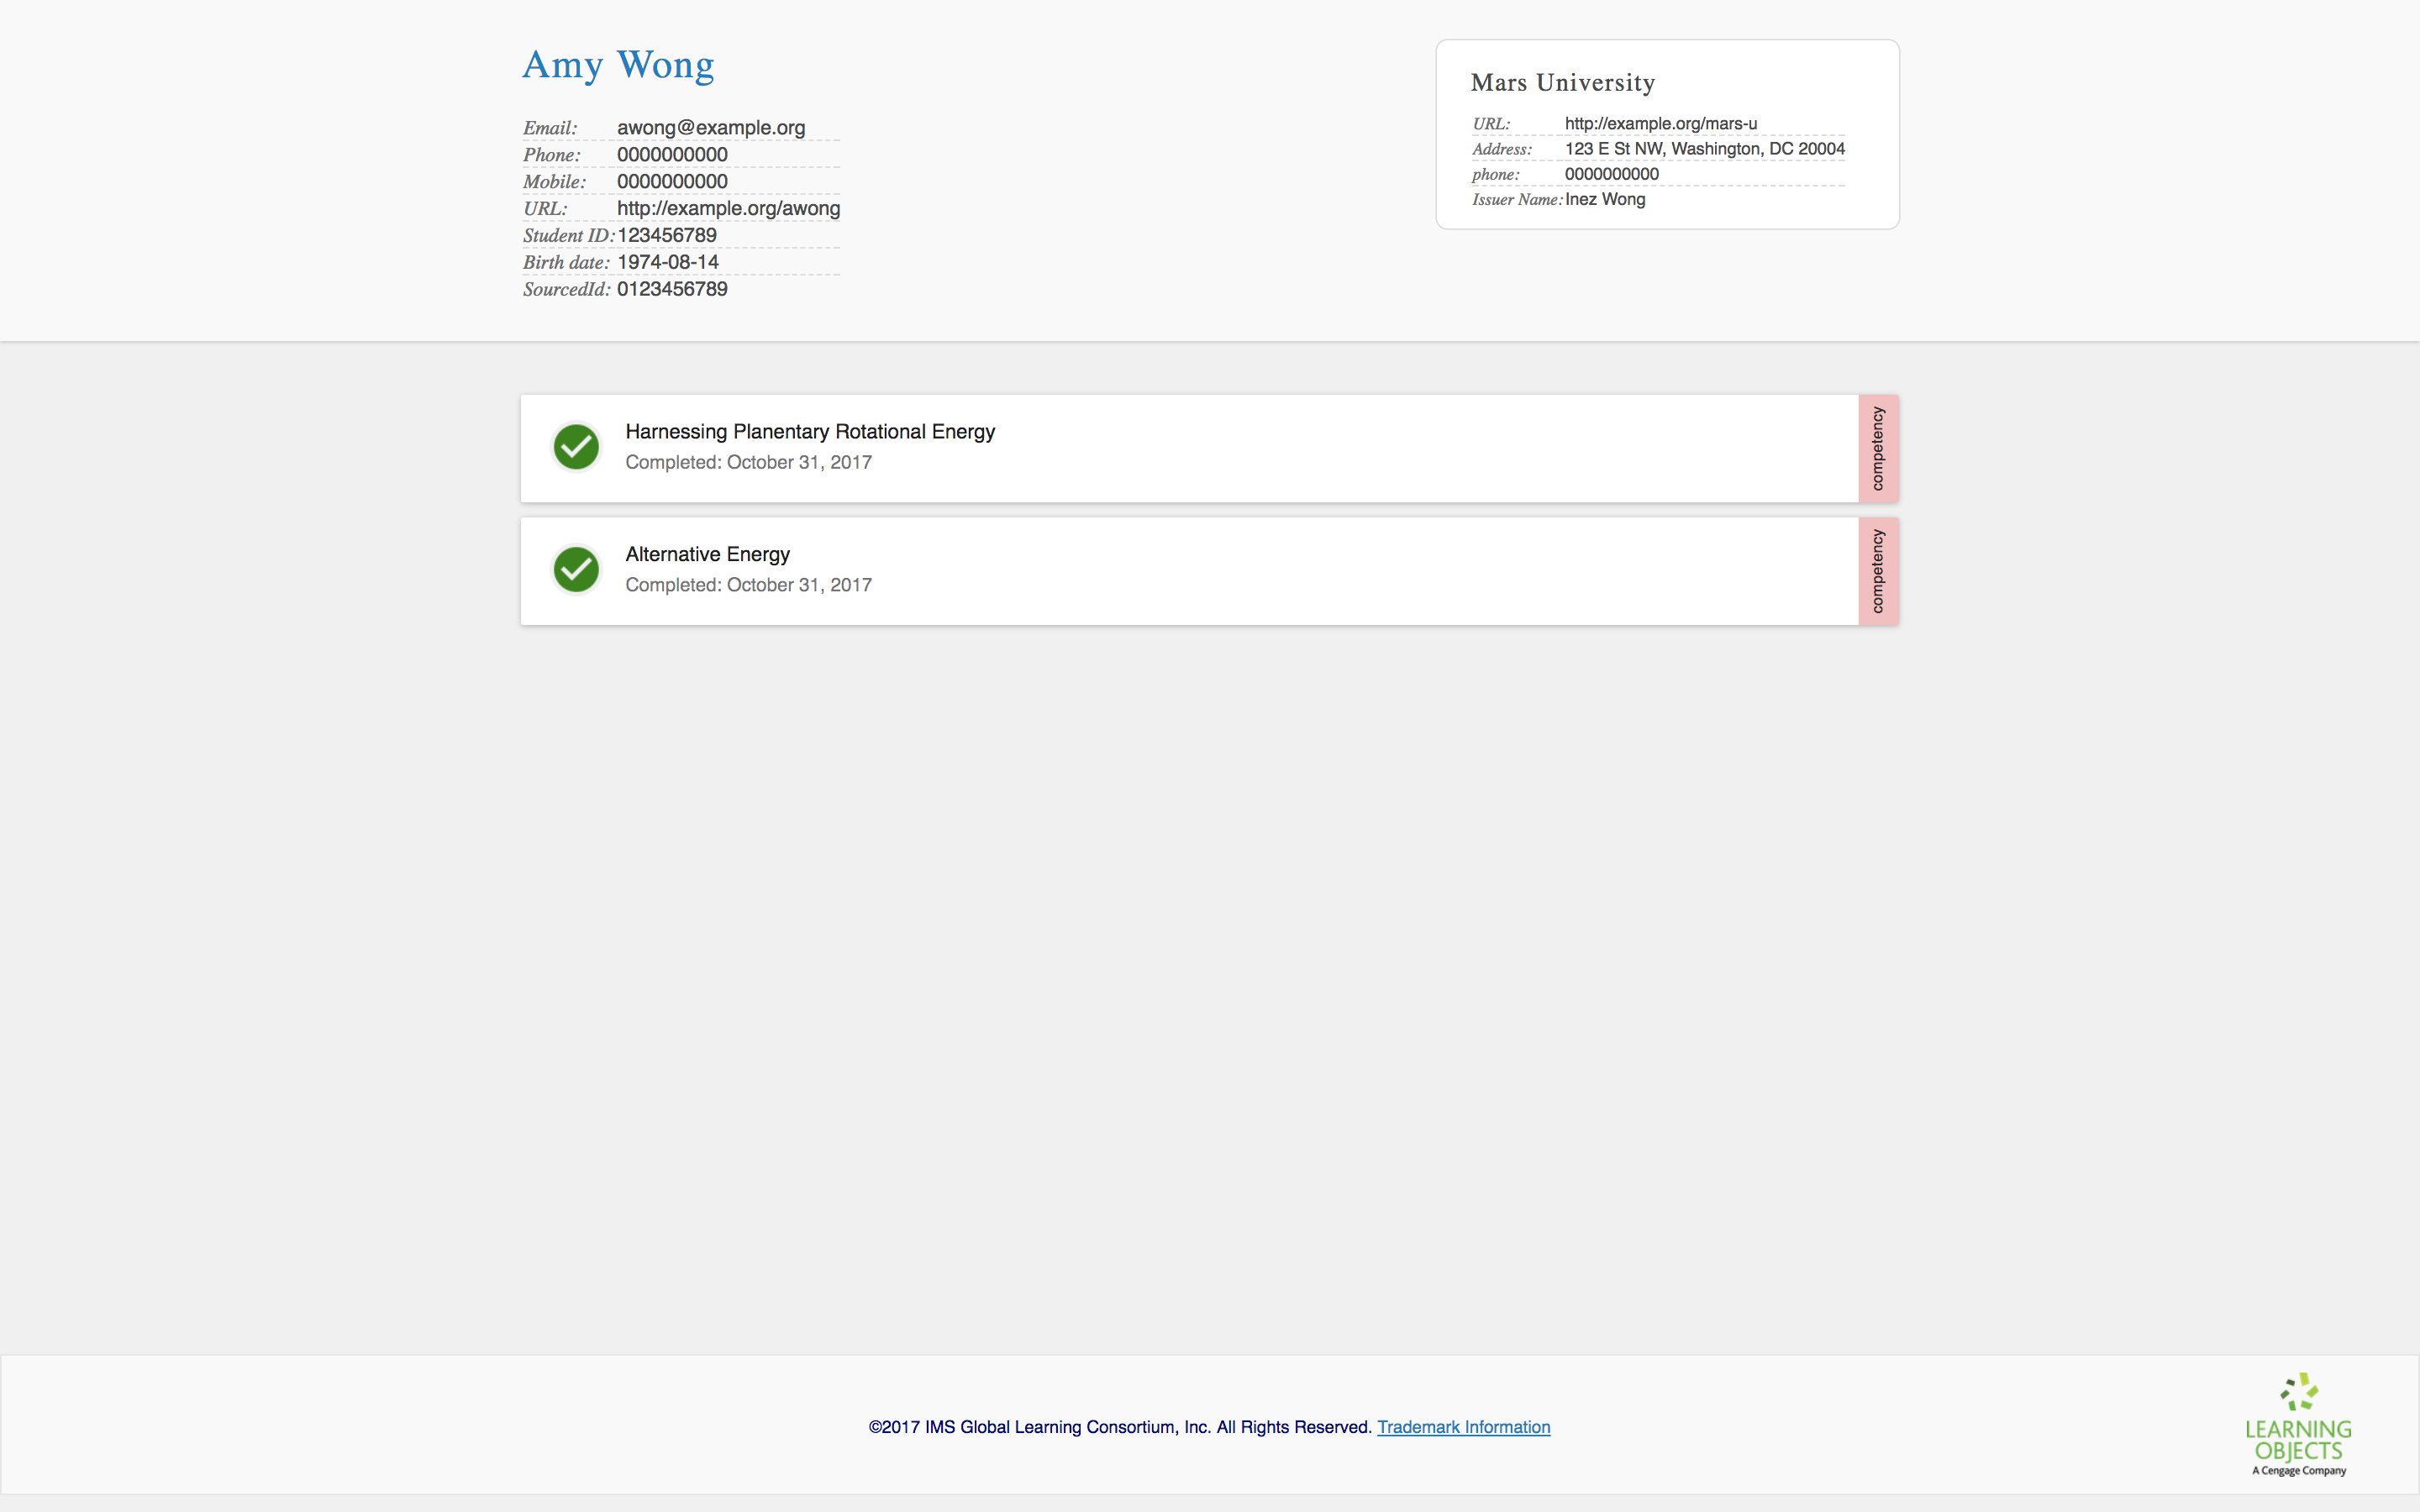 Amy Wong
Email: awong@example.org
Phone: 0000000000
Mobile: 0000000000
URL: http://example.org/awong
Student ID: 123456789
Birth date: 1974-08-14
SourcedId: 0123456789
Mars University
URL: http://example.org/mars-u
Address: 123 E St NW, Washington, DC 20004
phone: 0000000000
Issuer Name: Inez Wong
Harnessing Planentary Rotational Energy
Completed: October 31, 2017
competency
Alternative Energy
Completed: October 31, 2017
competency
©2017 IMS Global Learning Consortium, Inc. All Rights Reserved. Trademark Information
LEARNING
OBJECTS
A Cengage Company